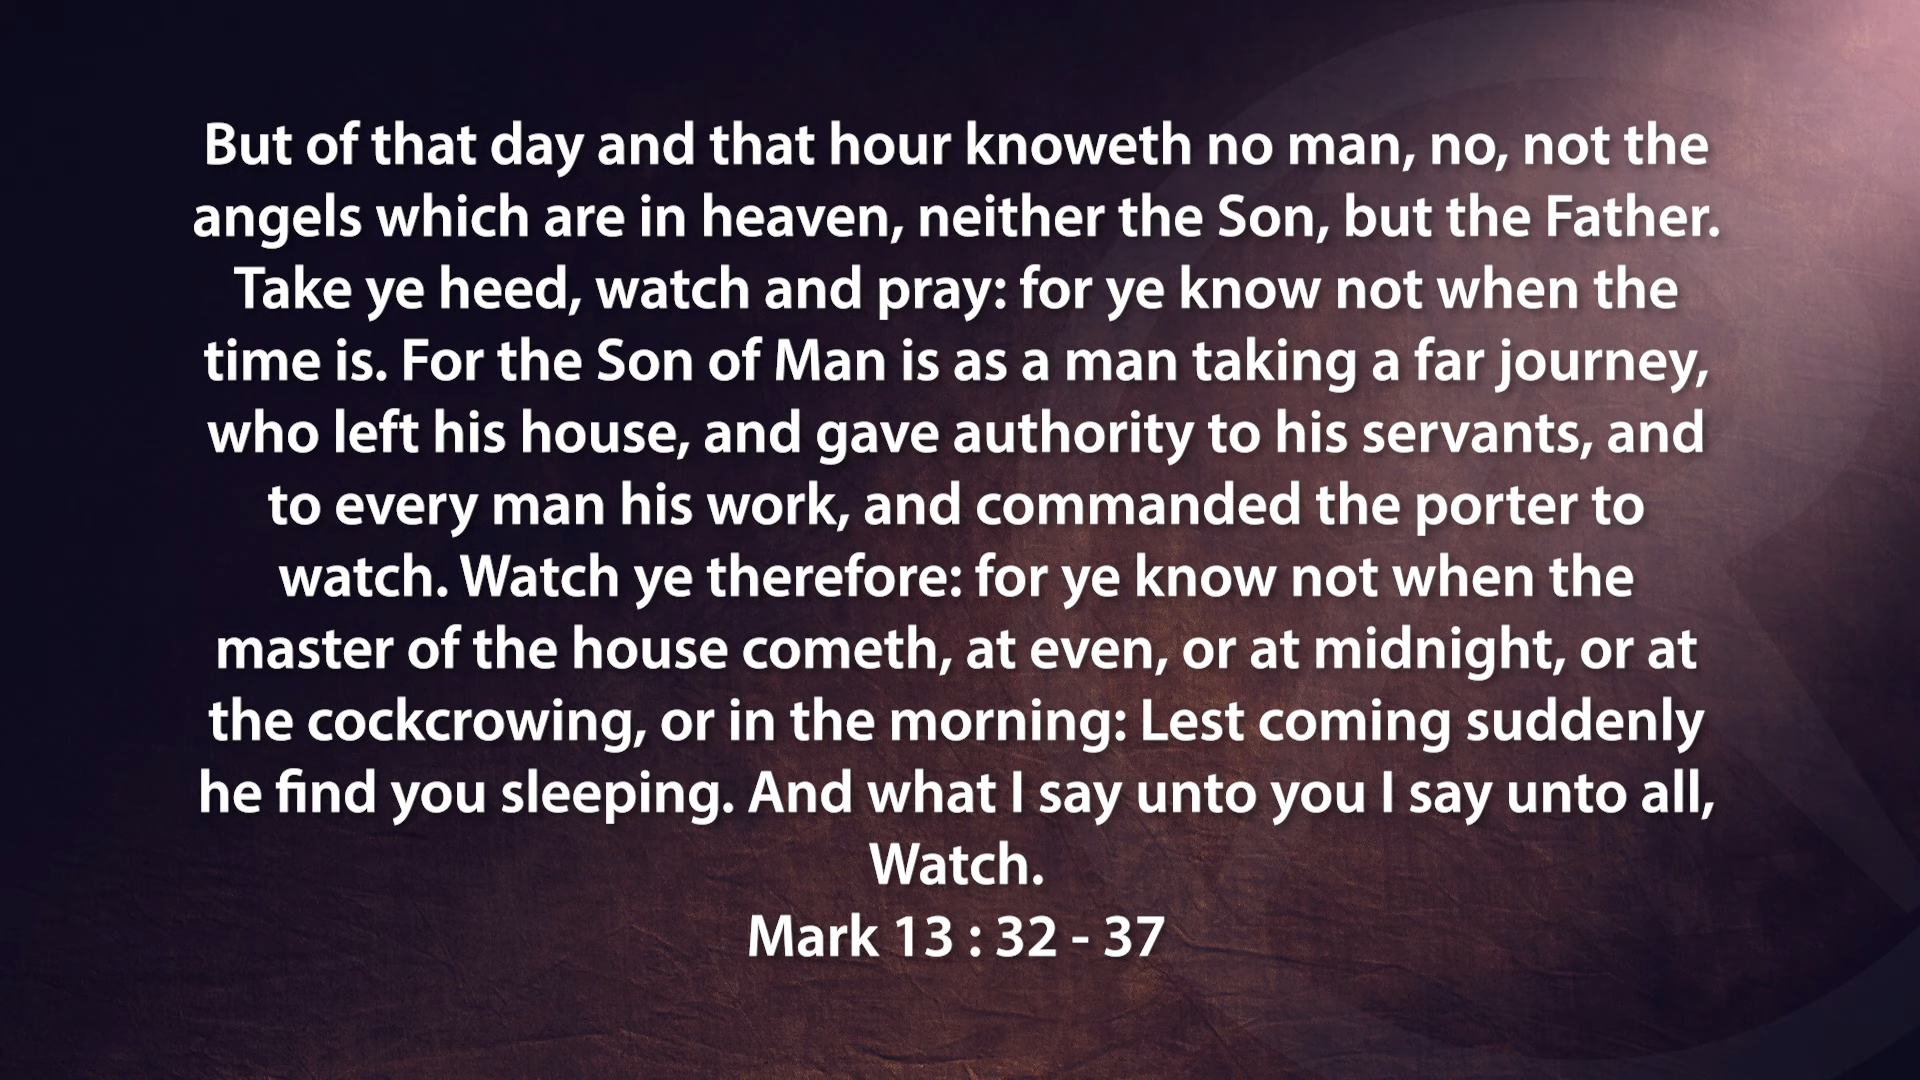 But of that day and that hour knoweth no man, no, not the
angels which are in heaven, neither the Son, but the Father.
Take ye heed, watch and pray: for ye know not when the
time is. For the Son of Man is as a man taking a far journey,
who left his house, and gave authority to his servants, and
to every man his work, and commanded the porter to
watch. Watch ye therefore: for ye know not when the
master of the house cometh, at even, or at midnight, or at
the cockcrowing, or in the morning: Lest coming suddenly
he find you sleeping. And what I say unto you I say unto all,
Watch.
Mark 13 : 32 - 37